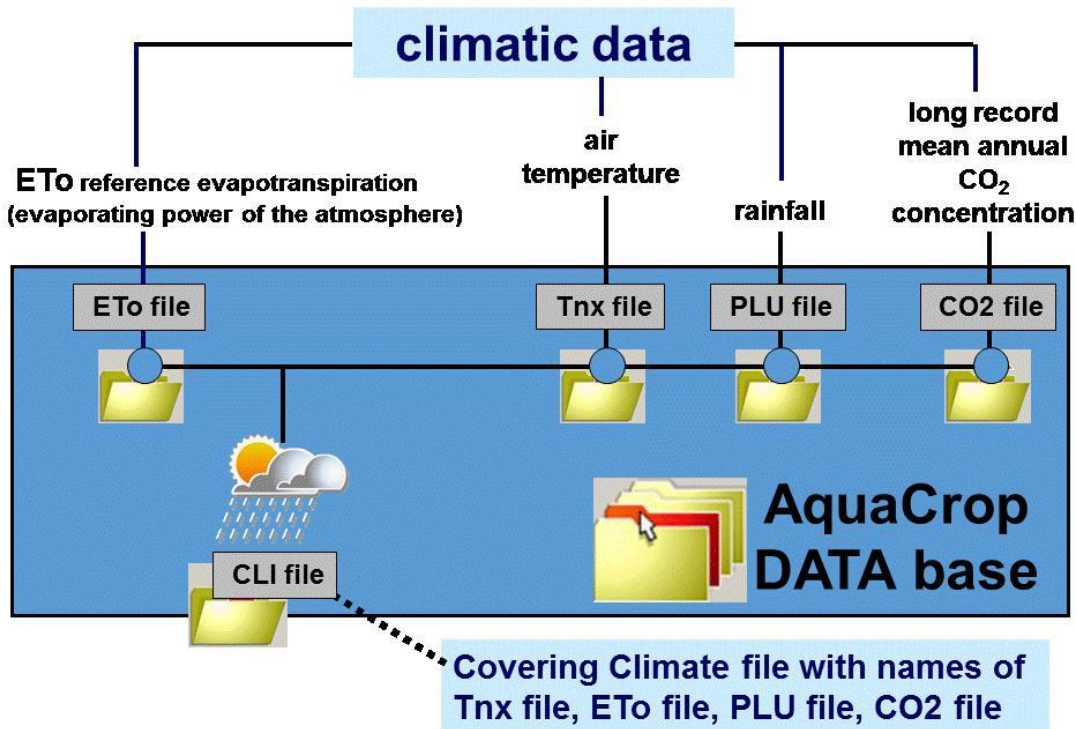 climatic data
long record
mean annual
CO₂
concentration
air
temperature
ETo reference evapotranspiration
(evaporating power of the atmosphere)
rainfall
ETo file
Tnx file
PLU file
CO2 file
AquaCrop
DATA base
CLI file
Covering Climate file with names of
Tnx file, ETo file, PLU file, CO2 file